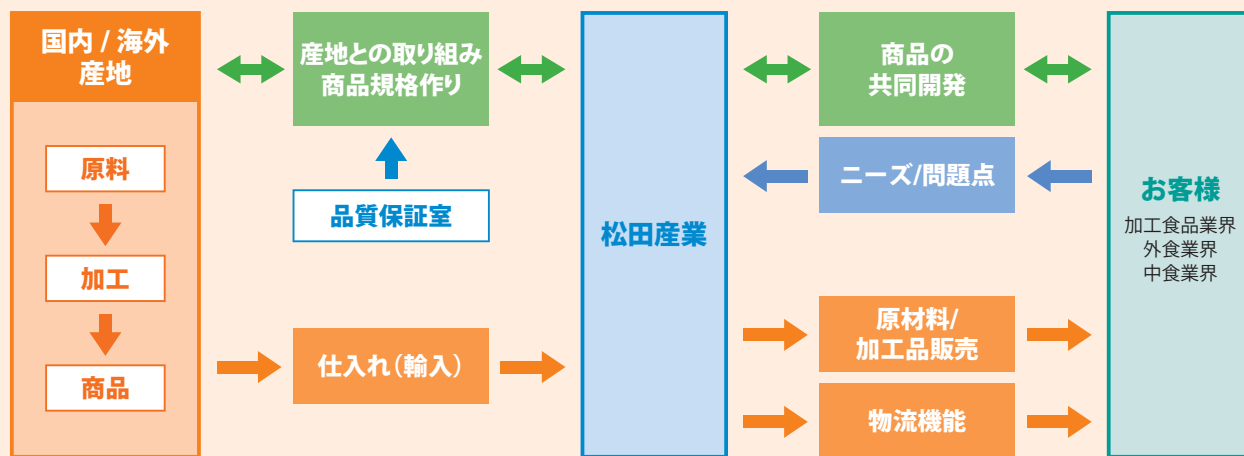 国内 / 海外
産地
原料
加工
商品
産地との取り組み
商品規格作り
品質保証室
仕入れ（輸入）
松田産業
商品の
共同開発
ニーズ/問題点
原材料/
加工品販売
物流機能
お客様
加工食品業界
外食業界
中食業界